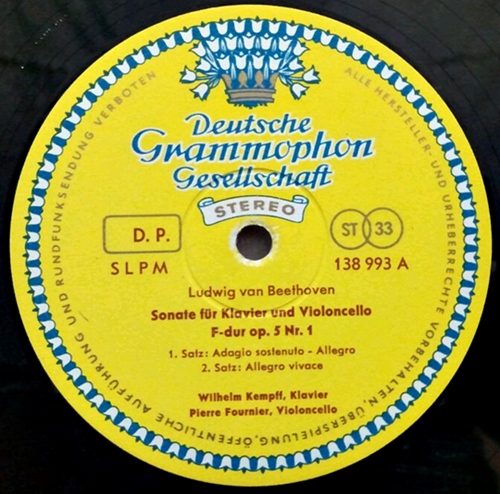 Deutsche
Grammophon
Gesellschaft
STEREO
D. P.
ST 33
SLPM
138 993 A
Ludwig van Beethoven
Sonate für Klavier und Violoncello
F-dur op. 5 Nr. 1
1. Satz: Adagio sostenuto - Allegro
2. Satz: Allegro vivace
Wilhelm Kempff, Klavier
Pierre Fournier, Violoncello
ALLE HERSTELLER- UND URHEBERRECHTE VORBEHALTEN, ÜBERSPIELUNG, ÖFFENTLICHE AUFFÜHRUNG UND RUNDFUNKSENDUNG VERBOTEN